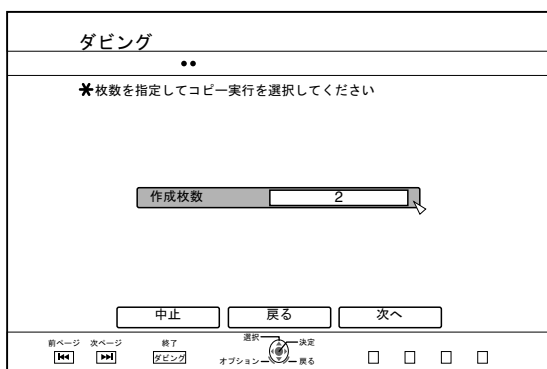 ダビング
••
✱枚数を指定してコピー実行を選択してください
作成枚数 2
中止 戻る 次へ
前ページ 次ページ 終了 選択 決定
ダビング オプション 戻る